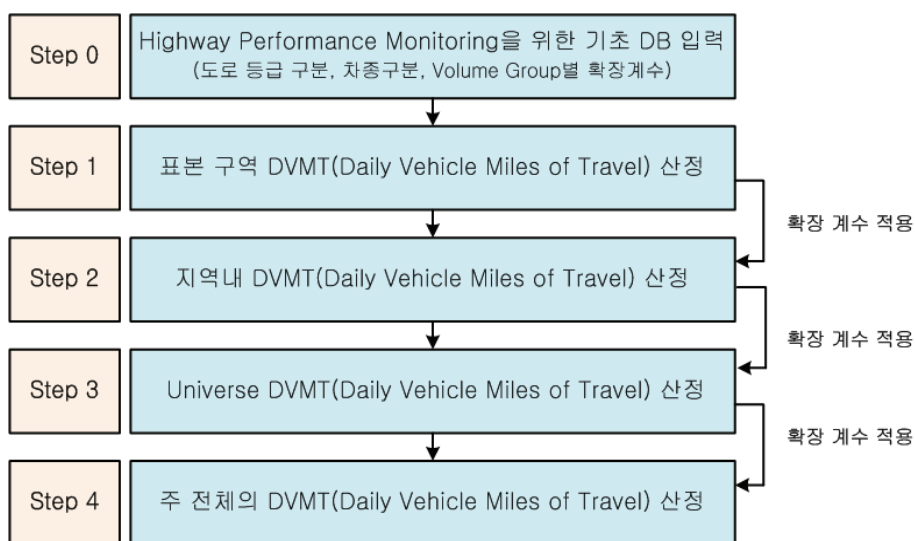 Step 0
Highway Performance Monitoring을 위한 기초 DB 입력
(도로 등급 구분, 차종구분, Volume Group별 확장계수)
Step 1
표본 구역 DVMT(Daily Vehicle Miles of Travel) 산정
확장 계수 적용
Step 2
지역내 DVMT(Daily Vehicle Miles of Travel) 산정
확장 계수 적용
Step 3
Universe DVMT(Daily Vehicle Miles of Travel) 산정
확장 계수 적용
Step 4
주 전체의 DVMT(Daily Vehicle Miles of Travel) 산정